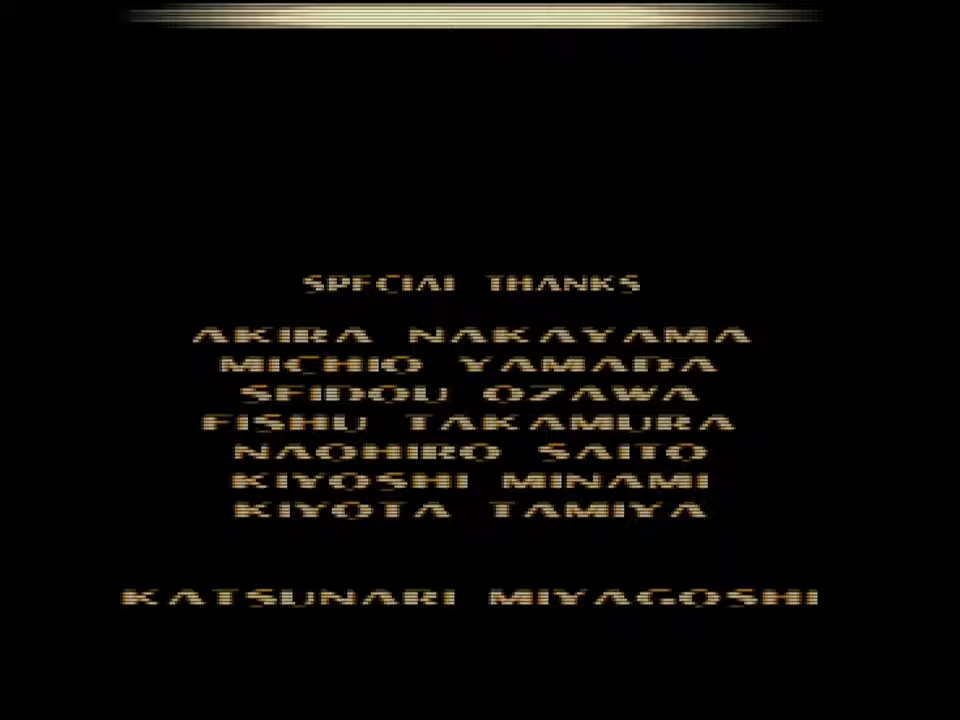 SPECIAL THANKS
AKIRA NAKAYAMA
MICHIO YAMADA
SEIDOU OZAWA
EISHU TAKAMURA
NAOHIRO SAITO
KIYOSHI MINAMI
KIYOTA TAMIYA
KATSUNARI MIYAGOSHI